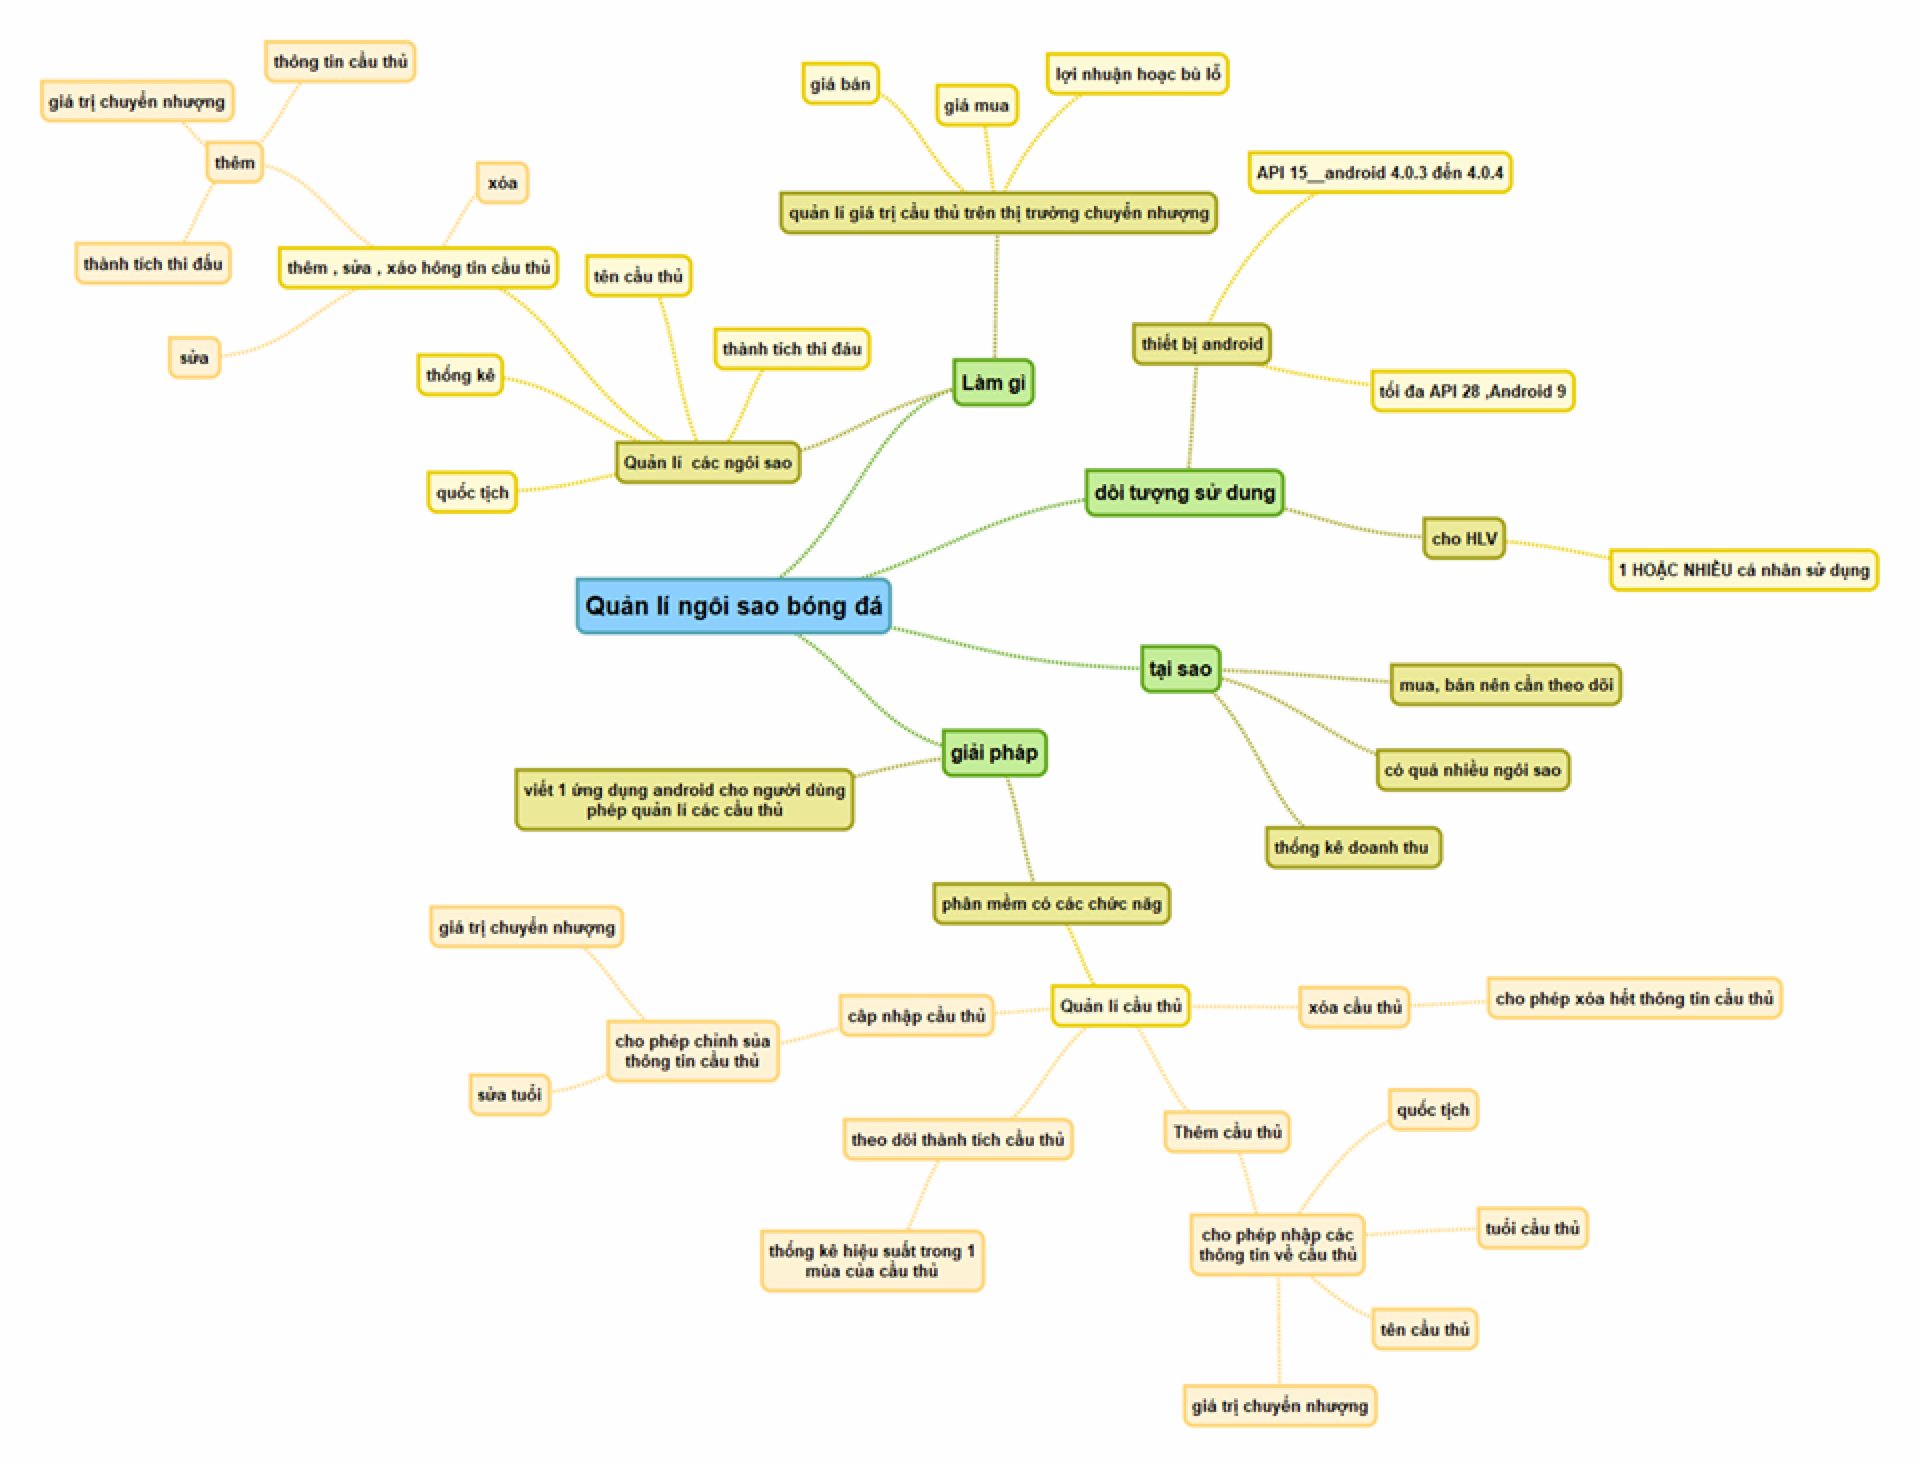 thông tin cầu thủ
giá trị chuyển nhượng
thêm
xóa
thành tích thi đấu
thêm , sửa , xáo hông tin cầu thủ
sửa
tên cầu thủ
thành tích thi đáu
thống kê
Quản lí  các ngôi sao
quốc tịch
giá bán
giá mua
lợi nhuận hoạc bù lỗ
quản lí giá trị cầu thủ trên thị trường chuyển nhượng
Làm gì
API 15__android 4.0.3 đến 4.0.4
thiết bị android
tối đa API 28 ,Android 9
dôi tượng sử dung
cho HLV
1 HOẶC NHIỀU cá nhân sử dụng
Quản lí ngôi sao bóng đá
tại sao
mua, bán nên cần theo dõi
có quá nhiều ngôi sao
thống kê doanh thu
giải pháp
viết 1 ứng dụng android cho người dùng
phép quản lí các cầu thủ
phân mềm có các chức năg
giá trị chuyển nhượng
Quản lí cầu thủ
xóa cầu thủ
cho phép xóa hết thông tin cầu thủ
câp nhập cầu thủ
cho phép chỉnh sủa
thông tin cầu thủ
sửa tuổi
theo dõi thành tích cầu thủ
thống kê hiệu suất trong 1
mùa của cầu thủ
Thêm cầu thủ
quốc tịch
cho phép nhập các
thông tin về cầu thủ
tuổi cầu thủ
tên cầu thủ
giá trị chuyển nhượng